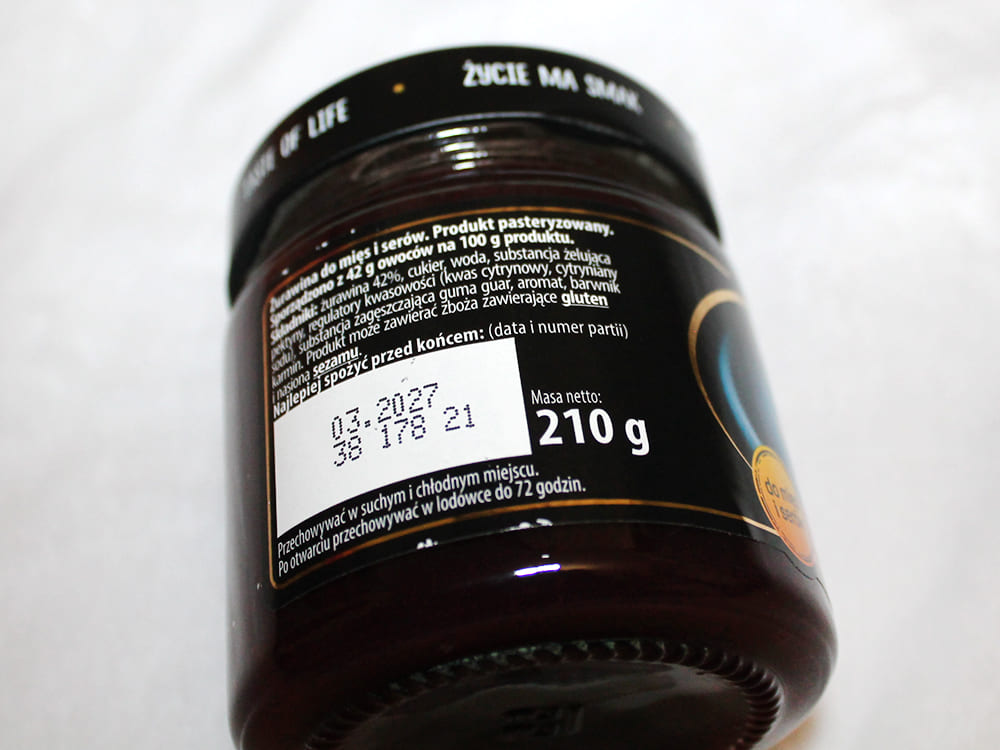 TASTE OF LIFE • ŻYCIE MA SMAK
Żurawina do mięs i serów. Produkt pasteryzowany.
Sporządzono z 42 g owoców na 100 g produktu.
Składniki: żurawina 42%, cukier, woda, substancja żelująca
pektyny, regulatory kwasowości (kwas cytrynowy, cytryniany
sodu), substancja zagęszczająca guma guar, aromat, barwnik
karmin. Produkt może zawierać zboża zawierające gluten
i nasiona sezamu.
Najlepiej spożyć przed końcem: (data i numer partii)
03.2027
38 178 21
Masa netto:
210 g
Przechowywać w suchym i chłodnym miejscu.
Po otwarciu przechowywać w lodówce do 72 godzin.
do
i